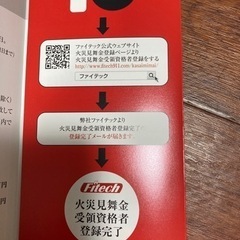 ファイテック公式ウェブサイト
火災見舞金登録ページより
火災見舞金受領資格者登録をする
ファイテック
弊社ファイテックより
火災見舞金受領資格者登録完了の
登録完了メールが届きます
Fitech
火災見舞金
受領資格者
登録完了
除く)
円
円